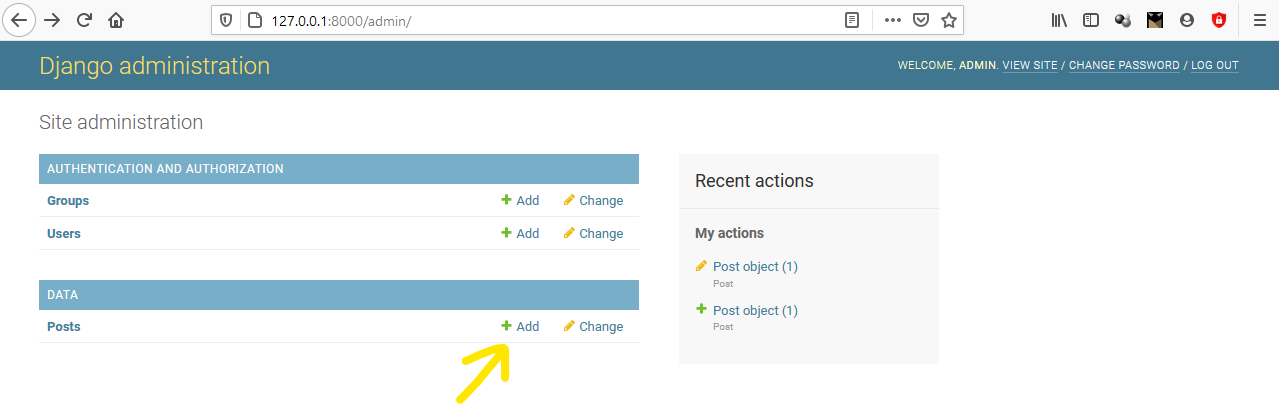 127.0.0.1:8000/admin/
Django administration
WELCOME, ADMIN. VIEW SITE / CHANGE PASSWORD / LOG OUT
Site administration
AUTHENTICATION AND AUTHORIZATION
Groups Add Change
Users Add Change
DATA
Posts Add Change
Recent actions
My actions
Post object (1)
Post
Post object (1)
Post